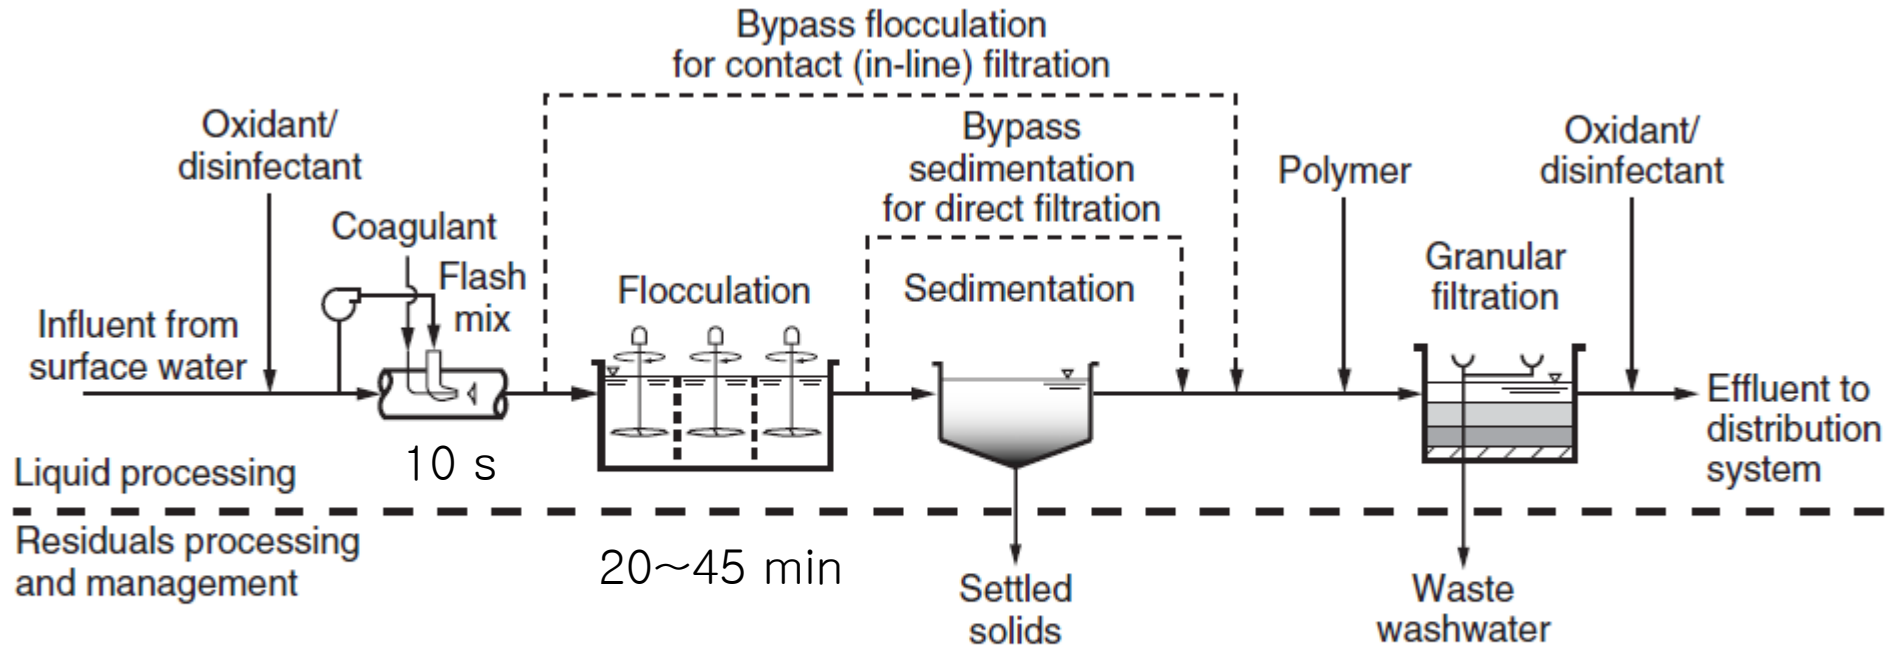 Bypass flocculation
for contact (in-line) filtration
Oxidant/
disinfectant
Bypass
sedimentation
for direct filtration
Oxidant/
disinfectant
Polymer
Coagulant
Flash
mix
Flocculation
Sedimentation
Granular
filtration
Influent from
surface water
Effluent to
distribution
system
10 s
Liquid processing
Residuals processing
and management
20~45 min
Settled
solids
Waste
washwater